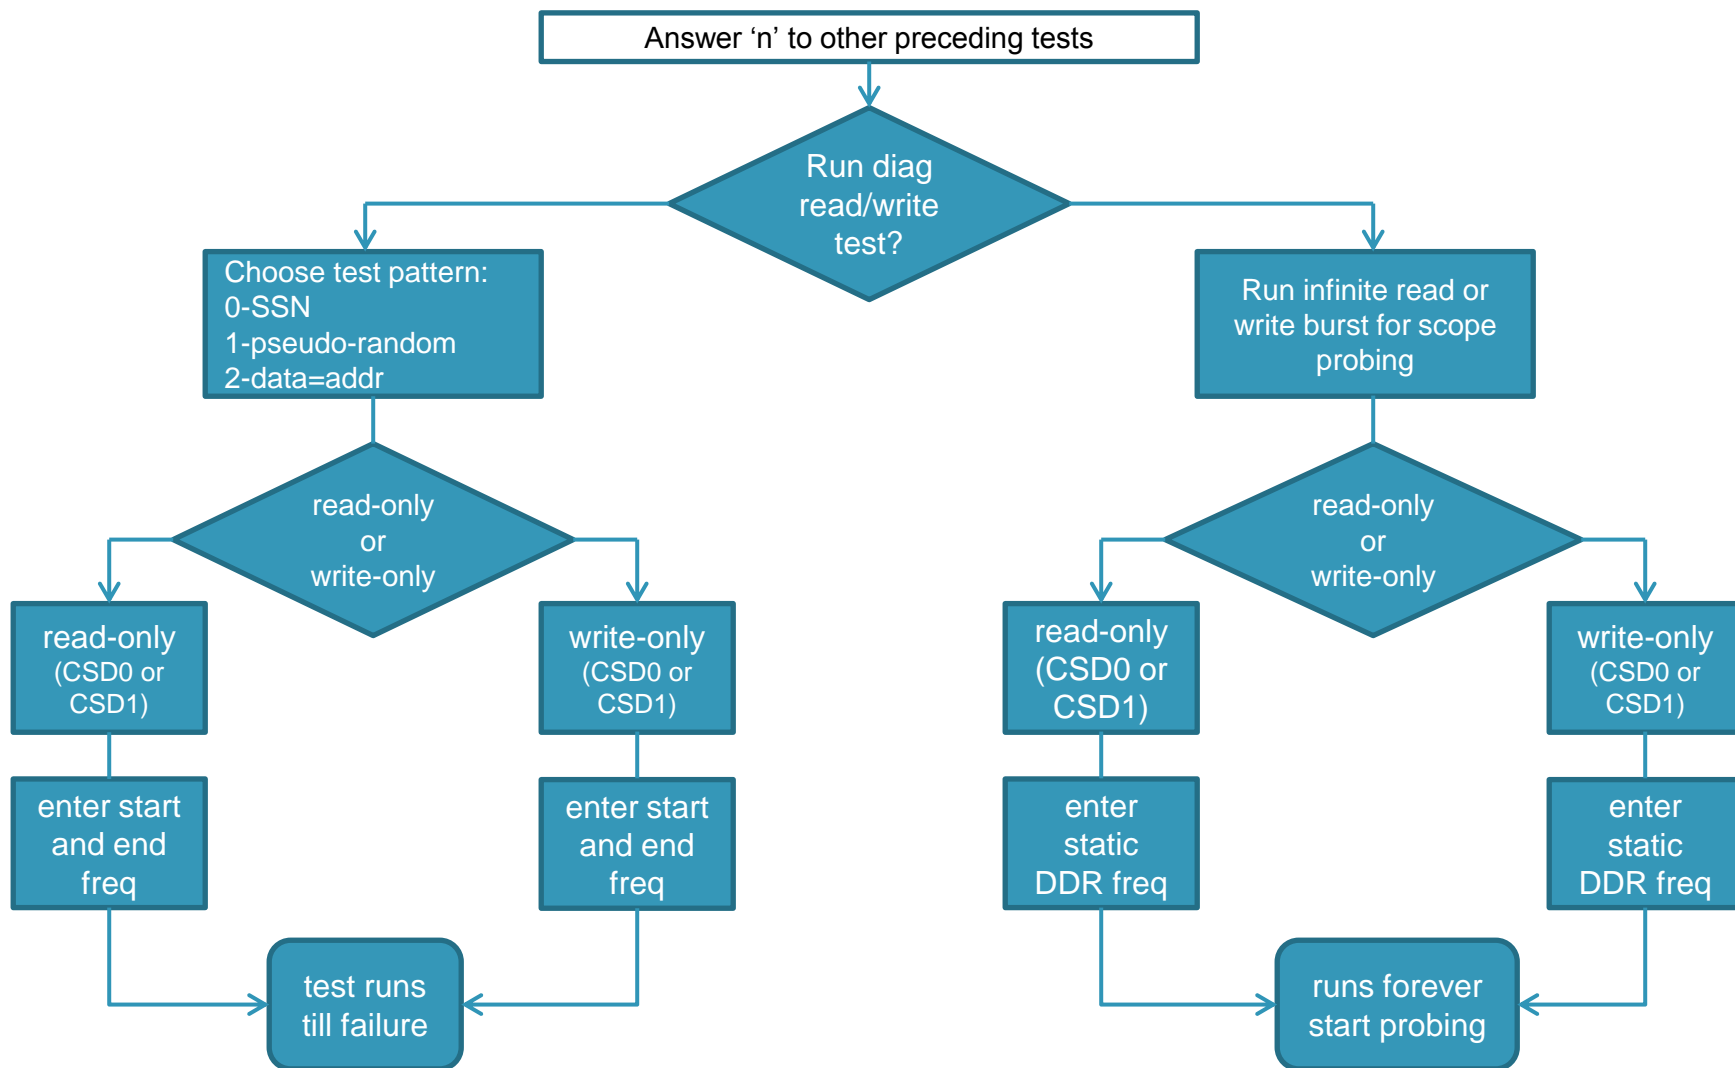 Answer ‘n’ to other preceding tests
Run diag
read/write
test?
Choose test pattern:
0-SSN
1-pseudo-random
2-data=addr
Run infinite read or
write burst for scope
probing
read-only
or
write-only
read-only
or
write-only
read-only
(CSD0 or
CSD1)
write-only
(CSD0 or
CSD1)
read-only
(CSD0 or
CSD1)
write-only
(CSD0 or
CSD1)
enter start
and end
freq
enter start
and end
freq
enter
static
DDR freq
enter
static
DDR freq
test runs
till failure
runs forever
start probing